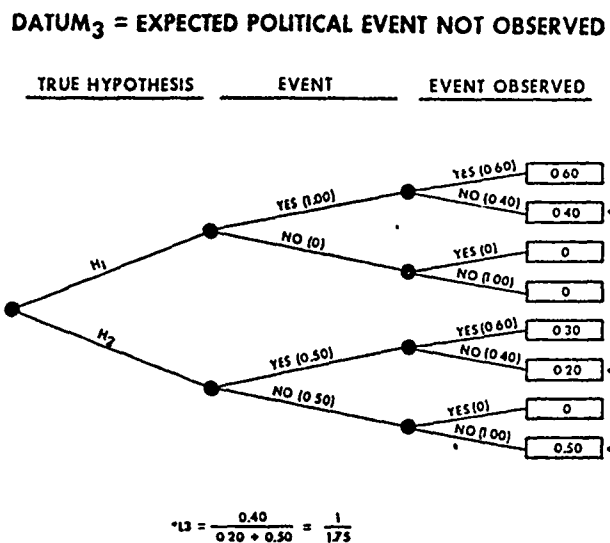 DATUM3 = EXPECTED POLITICAL EVENT NOT OBSERVED
TRUE HYPOTHESIS EVENT EVENT OBSERVED
YES (0.60) 0.60
YES (1.00)
NO (0.40) 0.40
H1
NO (0)
YES (0) 0
NO (1.00) 0
H2
YES (0.50)
YES (0.60) 0.30
NO (0.40) 0.20
NO (0.50)
YES (0) 0
NO (1.00) 0.50
*L3 = 0.40 / 0.20 + 0.50 = 1 / 1.75